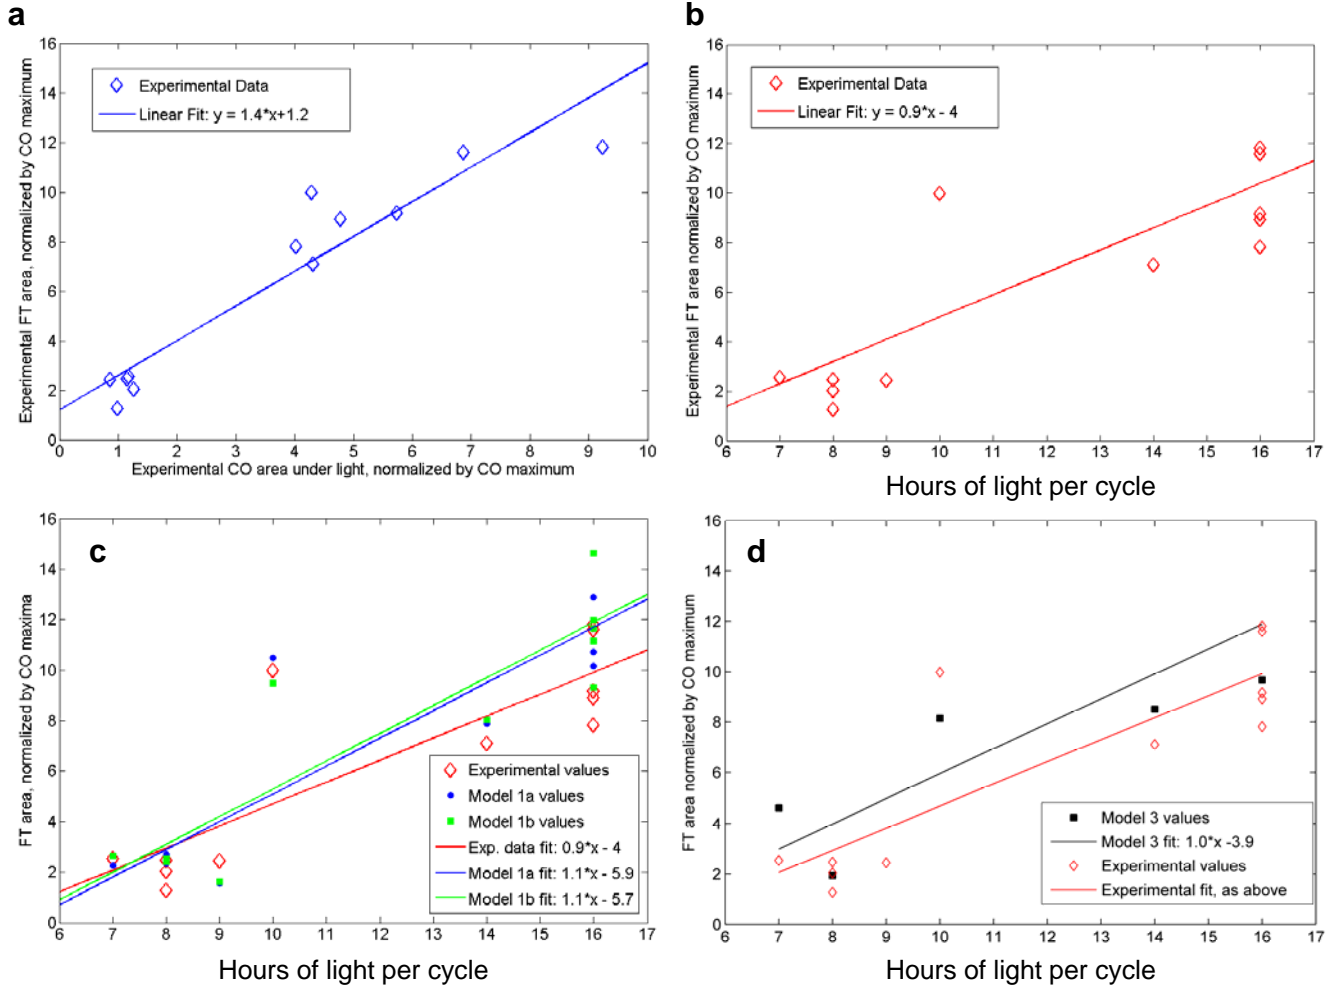 a
Experimental FT area, normalized by CO maximum
16
14
12
10
8
6
4
2
0
Experimental Data
Linear Fit: y = 1.4*x+1.2
0 1 2 3 4 5 6 7 8 9 10
Experimental CO area under light, normalized by CO maximum
b
Experimental FT area normalized by CO maximum
16
14
12
10
8
6
4
2
0
Experimental Data
Linear Fit: y = 0.9*x - 4
6 7 8 9 10 11 12 13 14 15 16 17
Hours of light per cycle
c
FT area, normalized by CO maxima
16
14
12
10
8
6
4
2
0
Experimental values
Model 1a values
Model 1b values
Exp. data fit: 0.9*x - 4
Model 1a fit: 1.1*x - 5.9
Model 1b fit: 1.1*x - 5.7
6 7 8 9 10 11 12 13 14 15 16 17
Hours of light per cycle
d
FT area normalized by CO maximum
16
14
12
10
8
6
4
2
0
Model 3 values
Model 3 fit: 1.0*x -3.9
Experimental values
Experimental fit, as above
6 7 8 9 10 11 12 13 14 15 16 17
Hours of light per cycle